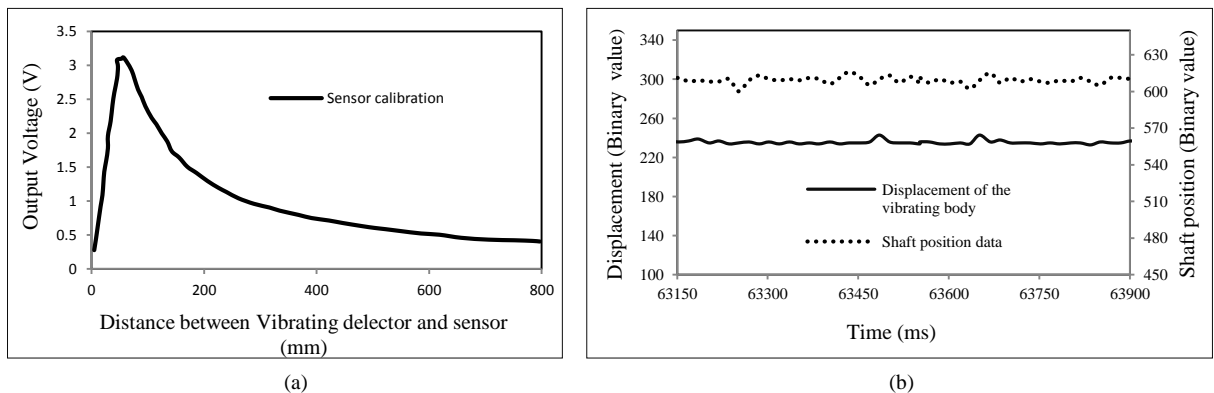 3.5
3
2.5
2
1.5
1
0.5
0
0 200 400 600 800
Output Voltage (V)
Sensor calibration
Distance between Vibrating delector and sensor
(mm)
(a)
340
300
260
220
180
140
100
Displacement (Binary value)
630
600
570
540
510
480
450
Shaft position (Binary value)
Displacement of the
vibrating body
Shaft position data
63150 63300 63450 63600 63750 63900
Time (ms)
(b)